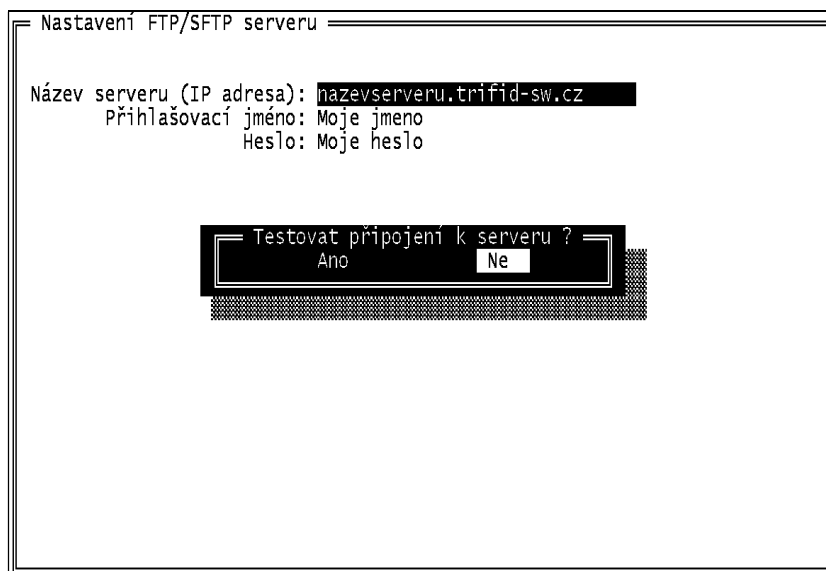 Nastavení FTP/SFTP serveru
Název serveru (IP adresa): nazevserveru.trifid-sw.cz
Přihlašovací jméno: Moje jmeno
Heslo: Moje heslo
Testovat připojení k serveru ?
Ano Ne